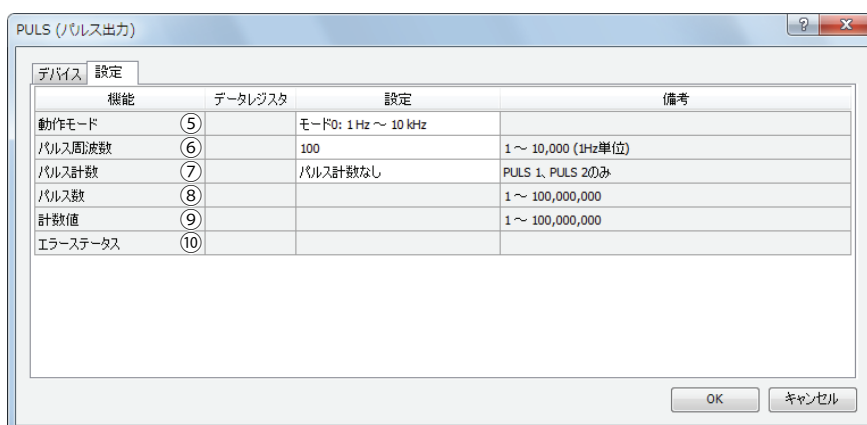 PULS (パルス出力)
デバイス 設定
機能 データレジスタ 設定 備考
動作モード ⑤ モード0: 1 Hz ～ 10 kHz
パルス周波数 ⑥ 100 1 ～ 10,000 (1Hz単位)
パルス計数 ⑦ パルス計数なし PULS 1、PULS 2のみ
パルス数 ⑧ 1 ～ 100,000,000
計数値 ⑨ 1 ～ 100,000,000
エラーステータス ⑩
OK キャンセル